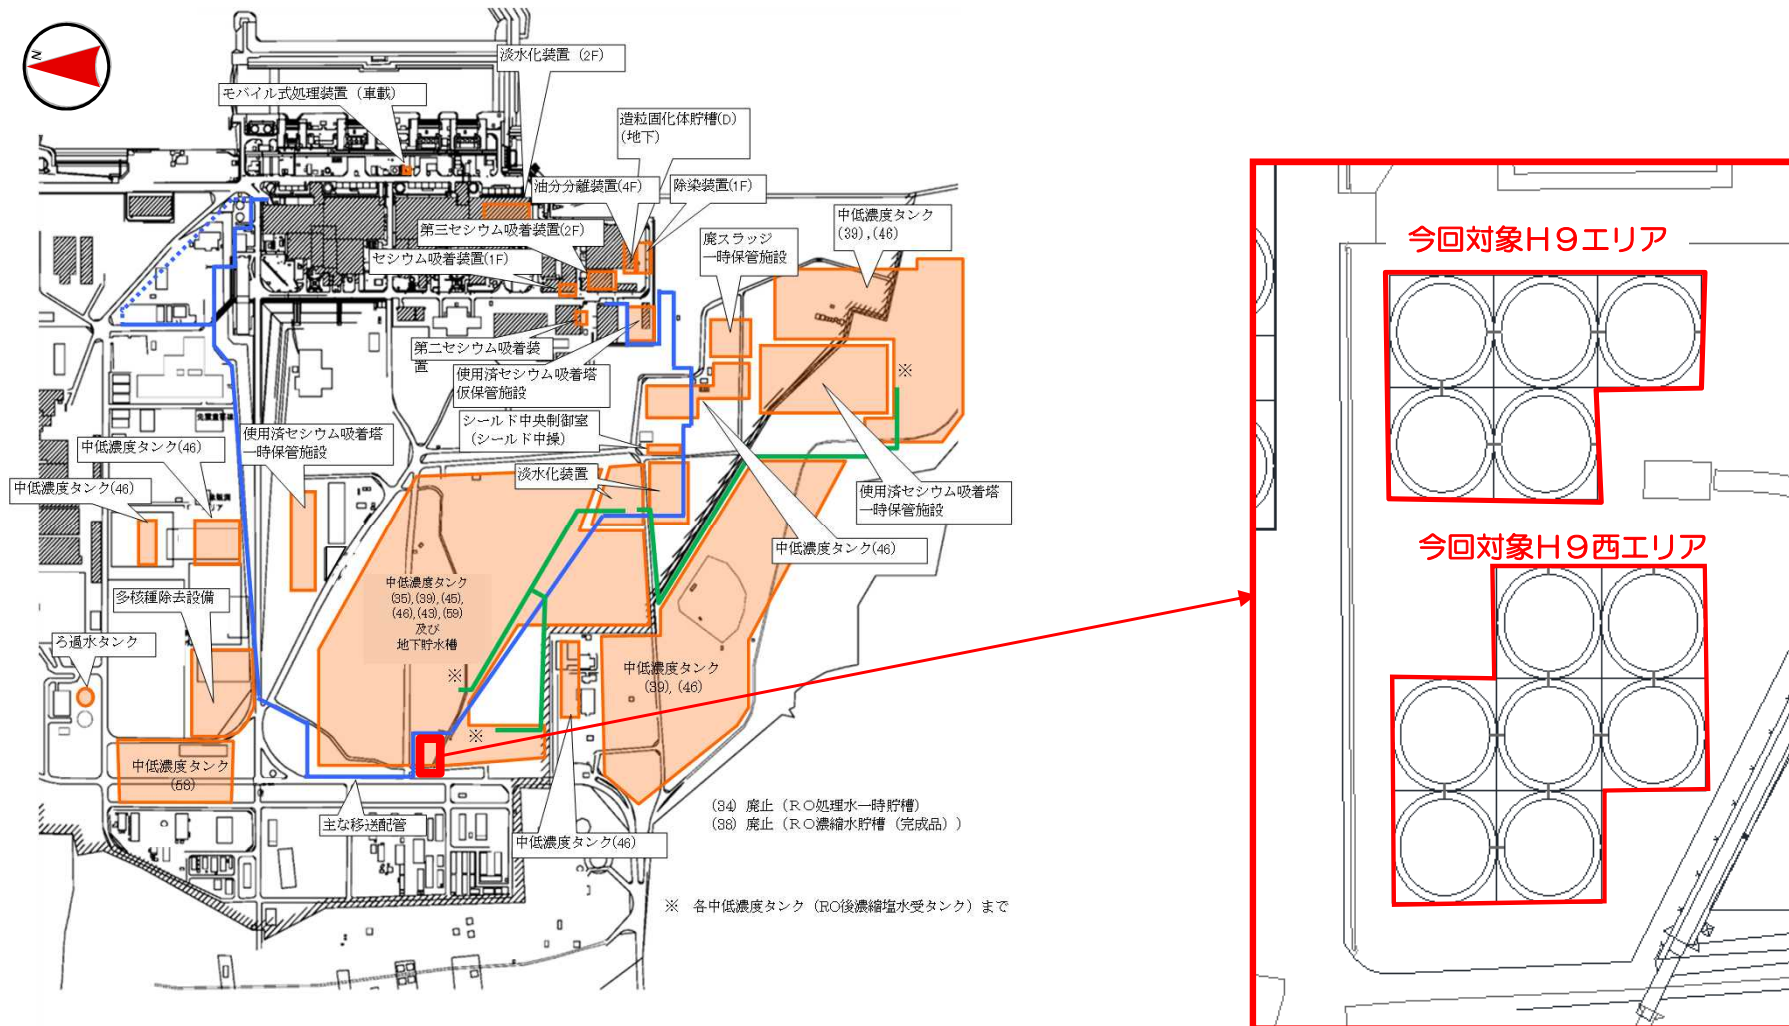 N
淡水化装置（2F）
モバイル式処理装置（車載）
造粒固化体貯槽(D)
(地下)
油分分離装置(4F)
除染装置(1F)
中低濃度タンク
(39),(46)
第三セシウム吸着装置(2F)
廃スラッジ
一時保管施設
セシウム吸着装置(1F)
今回対象H9エリア
第二セシウム吸着装
置
使用済セシウム吸着塔
仮保管施設
※
シールド中央制御室
(シールド中操)
使用済セシウム吸着塔
一時保管施設
中低濃度タンク(46)
中低濃度タンク(46)
淡水化装置
使用済セシウム吸着塔
一時保管施設
中低濃度タンク(46)
今回対象H9西エリア
中低濃度タンク
(35),(39),(45),
(46),(43),(59)
及び
地下貯水槽
多核種除去設備
ろ過水タンク
※
中低濃度タンク
(39), (46)
※
中低濃度タンク
(58)
主な移送配管
中低濃度タンク(46)
(34) 廃止（RO処理水一時貯槽）
(38) 廃止（RO濃縮水貯槽（完成品））
※ 各中低濃度タンク（RO後濃縮塩水受タンク）まで